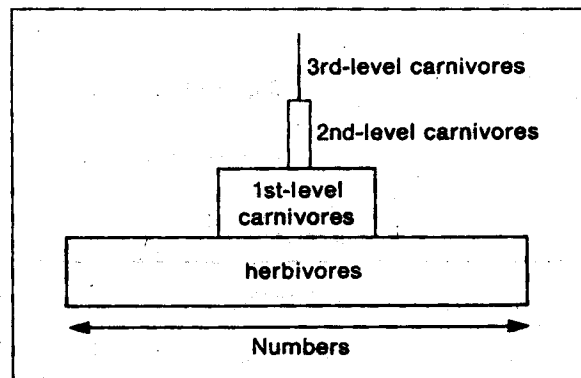 3rd-level carnivores
2nd-level carnivores
1st-level
carnivores
herbivores
Numbers